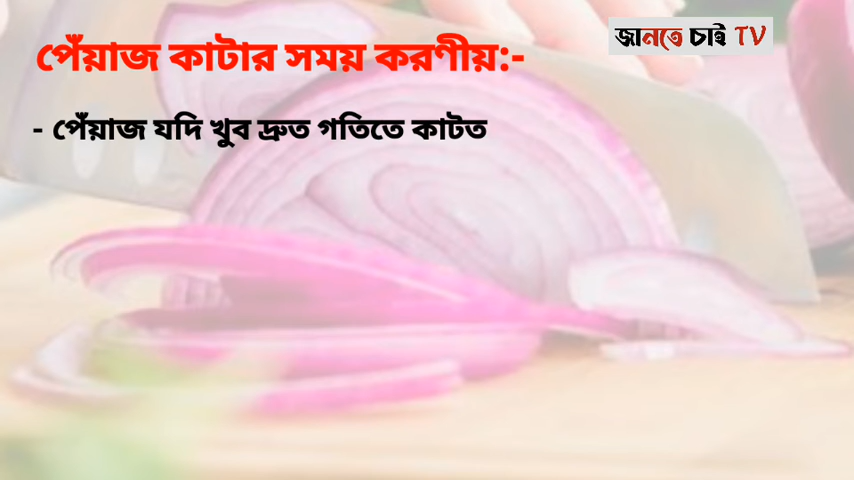 জানতে চাই TV
পেঁয়াজ কাটার সময় করণীয়:-
- পেঁয়াজ যদি খুব দ্রুত গতিতে কাটত